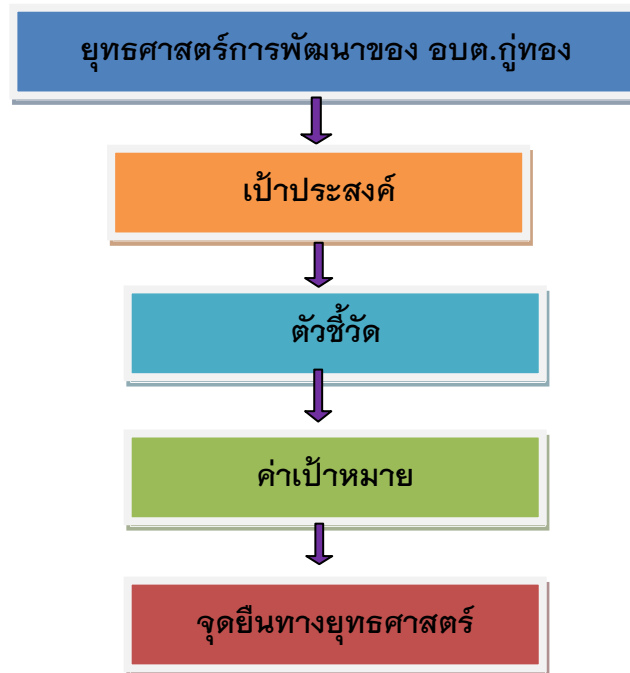 ยุทธศาสตร์การพัฒนาของ อบต.กู่ทอง
เป้าประสงค์
ตัวชี้วัด
ค่าเป้าหมาย
จุดยืนทางยุทธศาสตร์